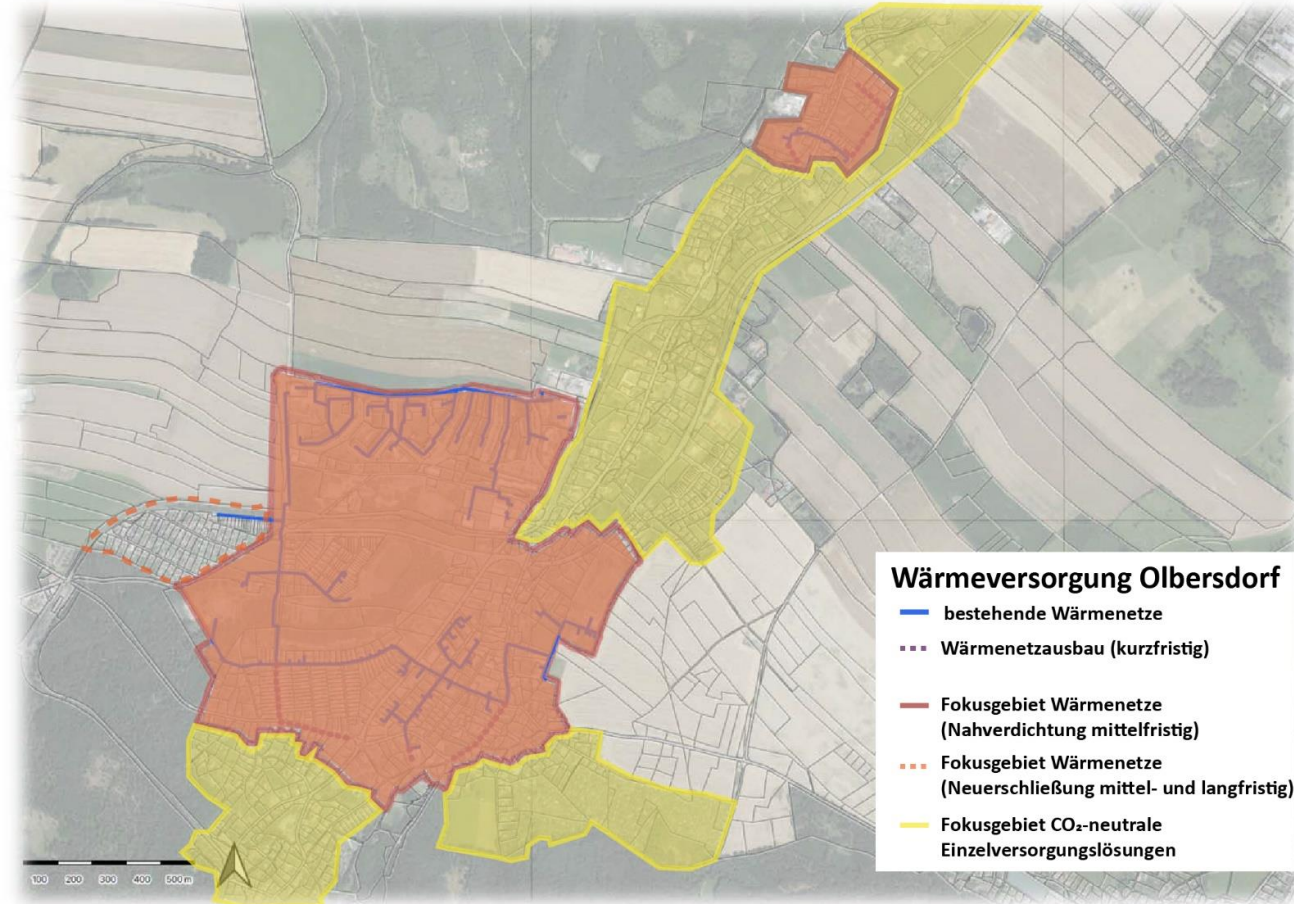 Wärmeversorgung Olbersdorf
bestehende Wärmenetze
Wärmenetzausbau (kurzfristig)
Fokusgebiet Wärmenetze
(Nahverdichtung mittelfristig)
Fokusgebiet Wärmenetze
(Neuerschließung mittel- und langfristig)
Fokusgebiet CO₂-neutrale
Einzelversorgungslösungen
100 200 300 400 500 m